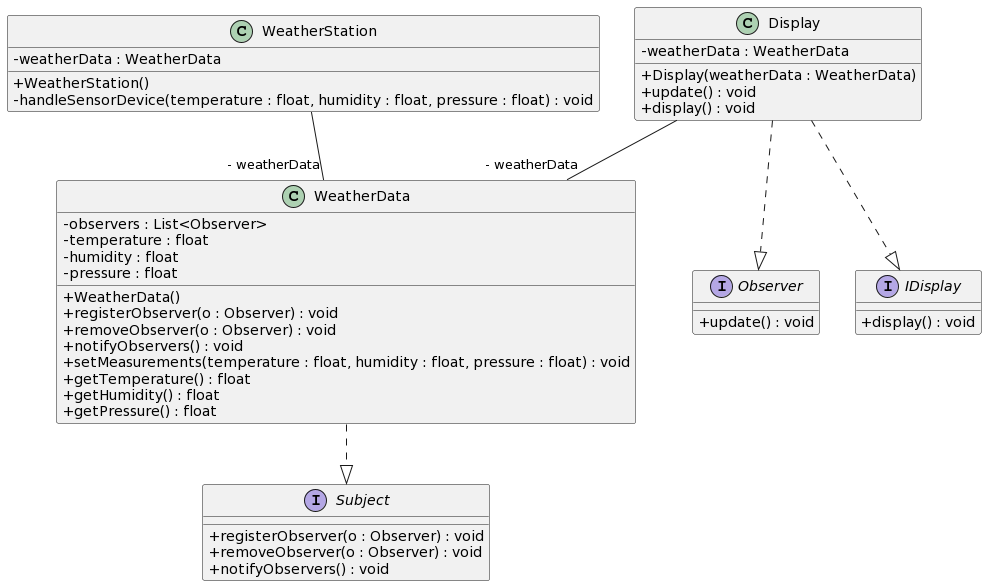 C WeatherStation
-weatherData : WeatherData
+WeatherStation()
-handleSensorDevice(temperature : float, humidity : float, pressure : float) : void
C Display
-weatherData : WeatherData
+Display(weatherData : WeatherData)
+update() : void
+display() : void
- weatherData
- weatherData
C WeatherData
-observers : List<Observer>
-temperature : float
-humidity : float
-pressure : float
+WeatherData()
+registerObserver(o : Observer) : void
+removeObserver(o : Observer) : void
+notifyObservers() : void
+setMeasurements(temperature : float, humidity : float, pressure : float) : void
+getTemperature() : float
+getHumidity() : float
+getPressure() : float
I Observer
+update() : void
I IDisplay
+display() : void
I Subject
+registerObserver(o : Observer) : void
+removeObserver(o : Observer) : void
+notifyObservers() : void